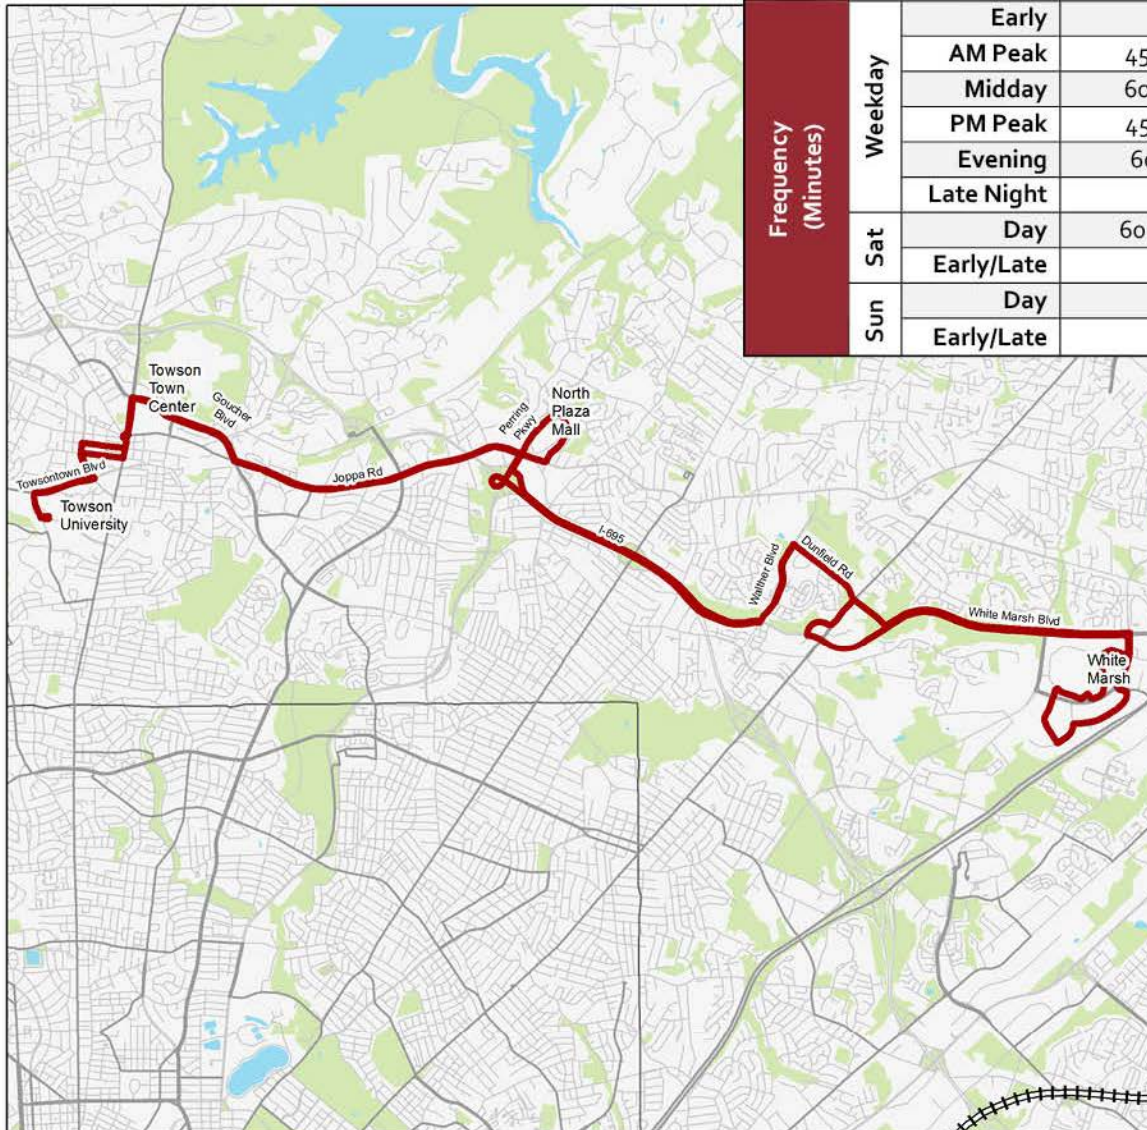 Frequency
(Minutes)
Weekday
Early
AM Peak 45
Midday 60
PM Peak 45
Evening
Late Night
Sat
Day 60
Early/Late
Sun
Day
Early/Late
Towson
Town
Center
Goucher
Blvd
North
Plaza
Mall
Perring
Pkwy
Joppa Rd
Towsontown Blvd
Towson
University
I-695
Walther Blvd
Dunfield Rd
White Marsh Blvd
White
Marsh